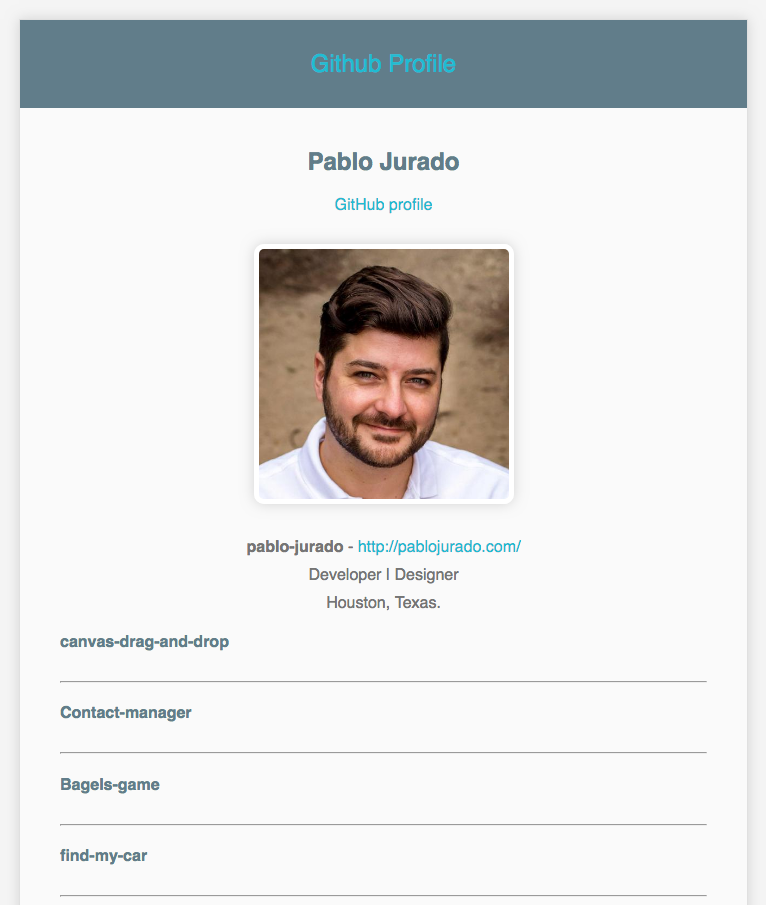 Github Profile
Pablo Jurado
GitHub profile
pablo-jurado - http://pablojurado.com/
Developer | Designer
Houston, Texas.
canvas-drag-and-drop
Contact-manager
Bagels-game
find-my-car